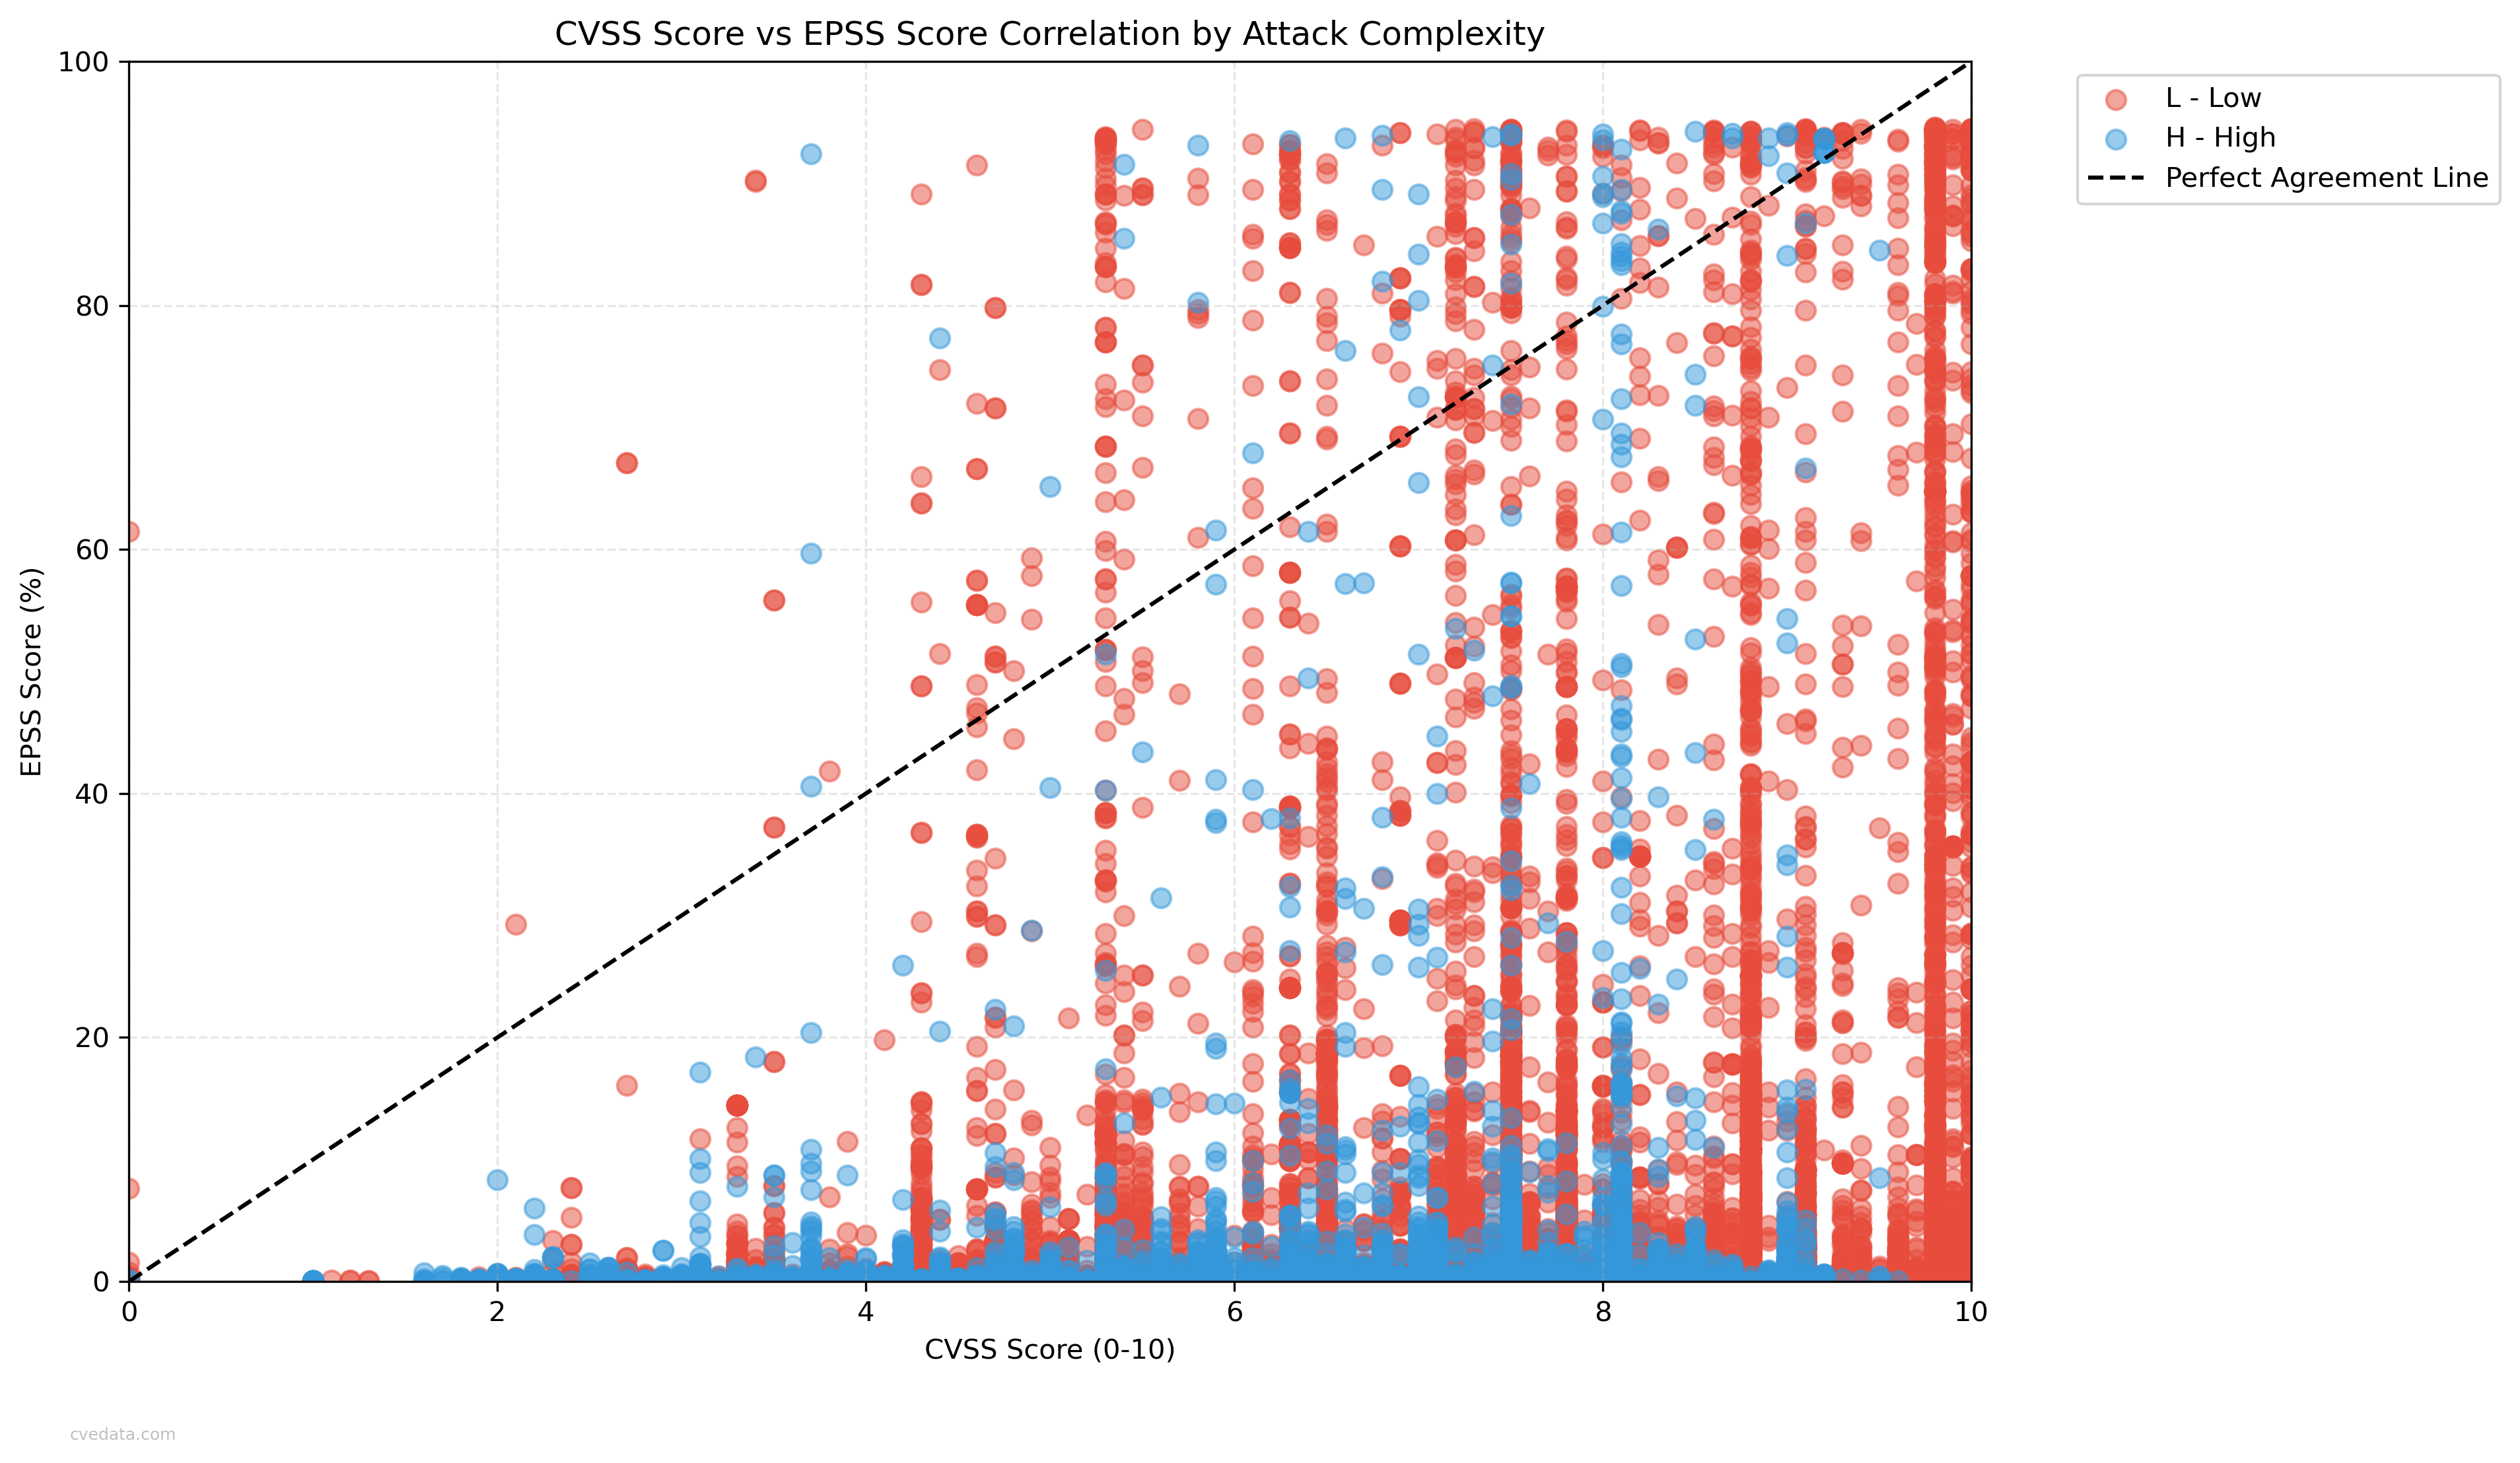 CVSS Score vs EPSS Score Correlation by Attack Complexity
100
80
60
40
20
0
EPSS Score (%)
0 2 4 6 8 10
CVSS Score (0-10)
L - Low
H - High
Perfect Agreement Line
cvedata.com